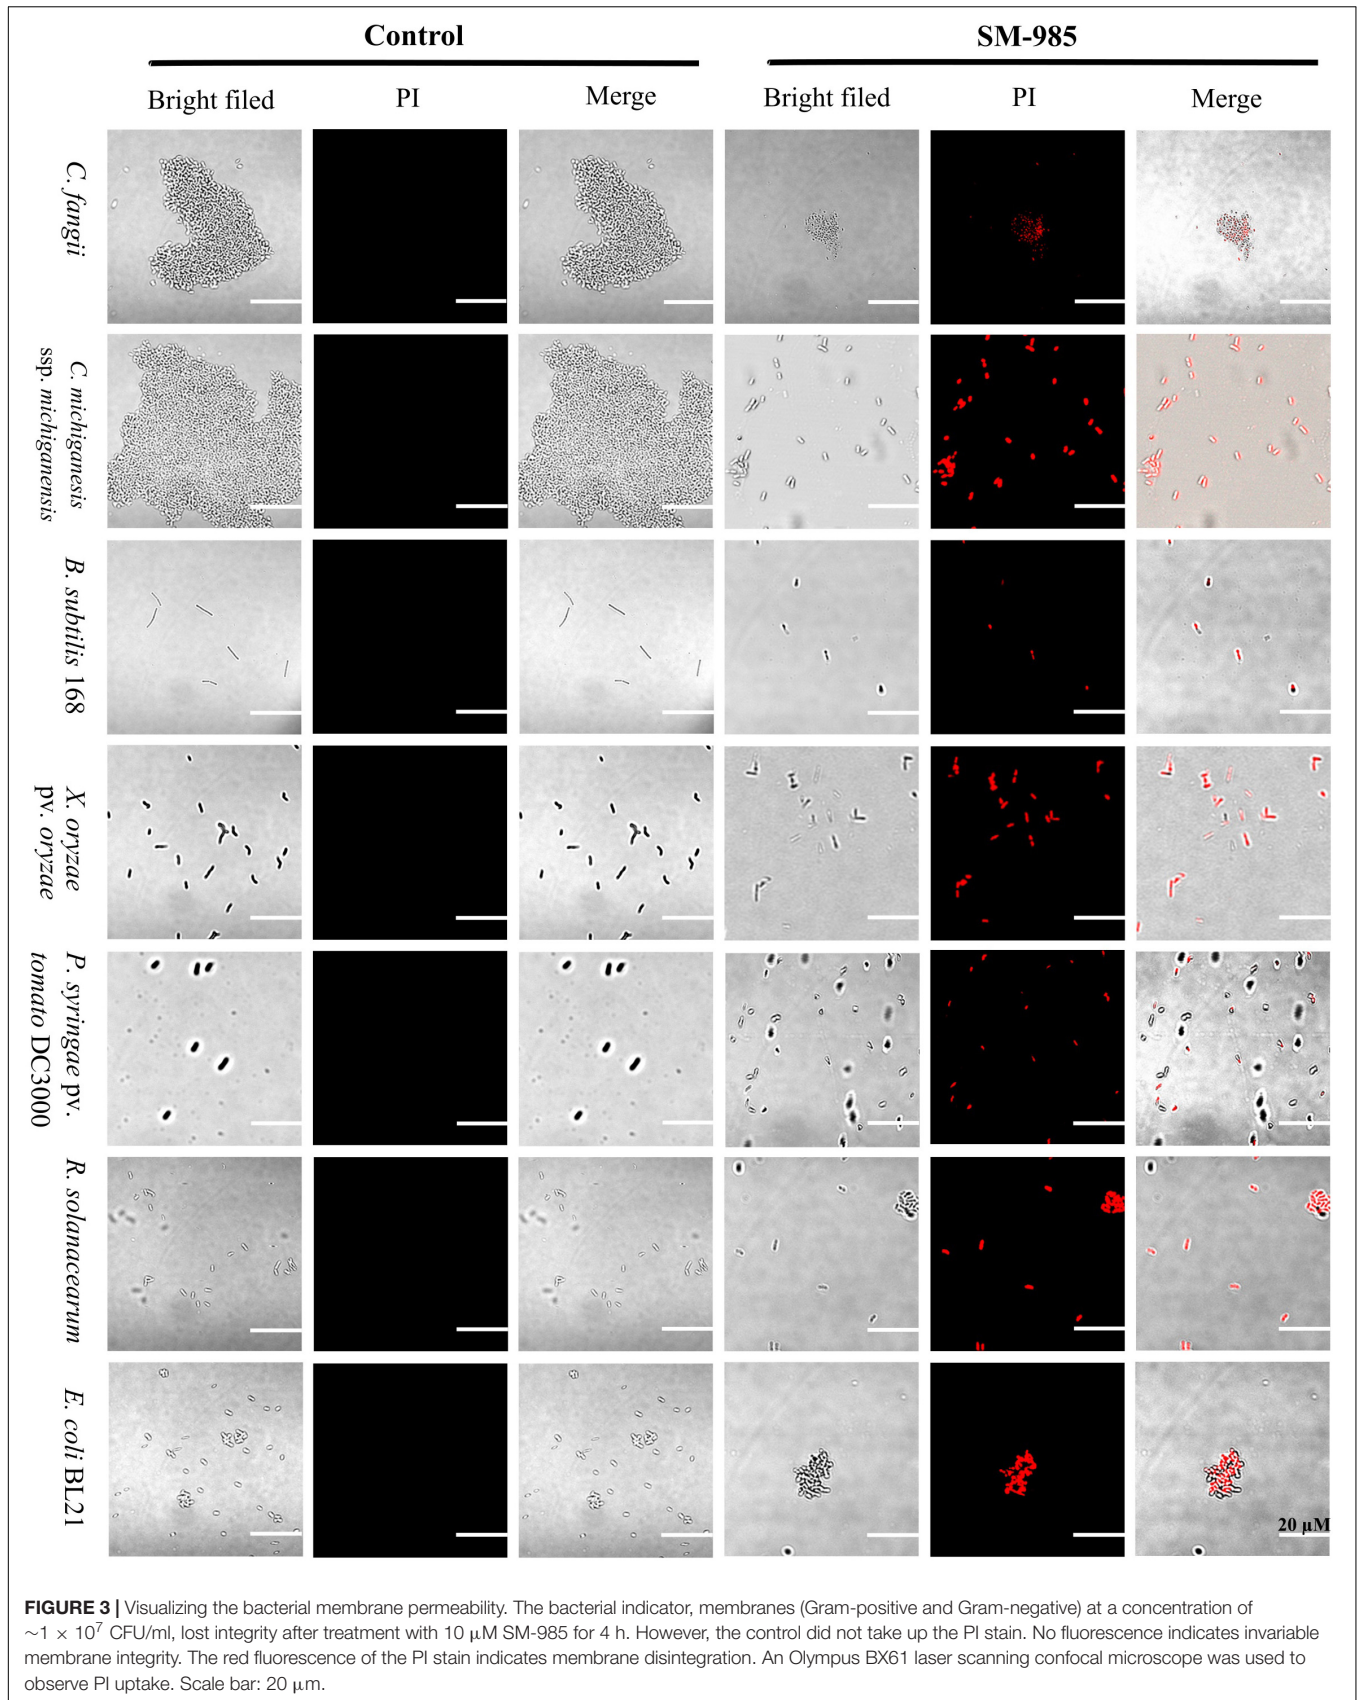 Control
SM-985
Bright filed
PI
Merge
Bright filed
PI
Merge
C. fangii
C. michiganesis
ssp. michiganensis
B. subtilis 168
X. oryzae
pv. oryzae
P. syringae pv.
tomato DC3000
R. solanacearum
E. coli BL21
20 μM
FIGURE 3 | Visualizing the bacterial membrane permeability. The bacterial indicator, membranes (Gram-positive and Gram-negative) at a concentration of
∼1 × 10⁷ CFU/ml, lost integrity after treatment with 10 μM SM-985 for 4 h. However, the control did not take up the PI stain. No fluorescence indicates invariable
membrane integrity. The red fluorescence of the PI stain indicates membrane disintegration. An Olympus BX61 laser scanning confocal microscope was used to
observe PI uptake. Scale bar: 20 μm.